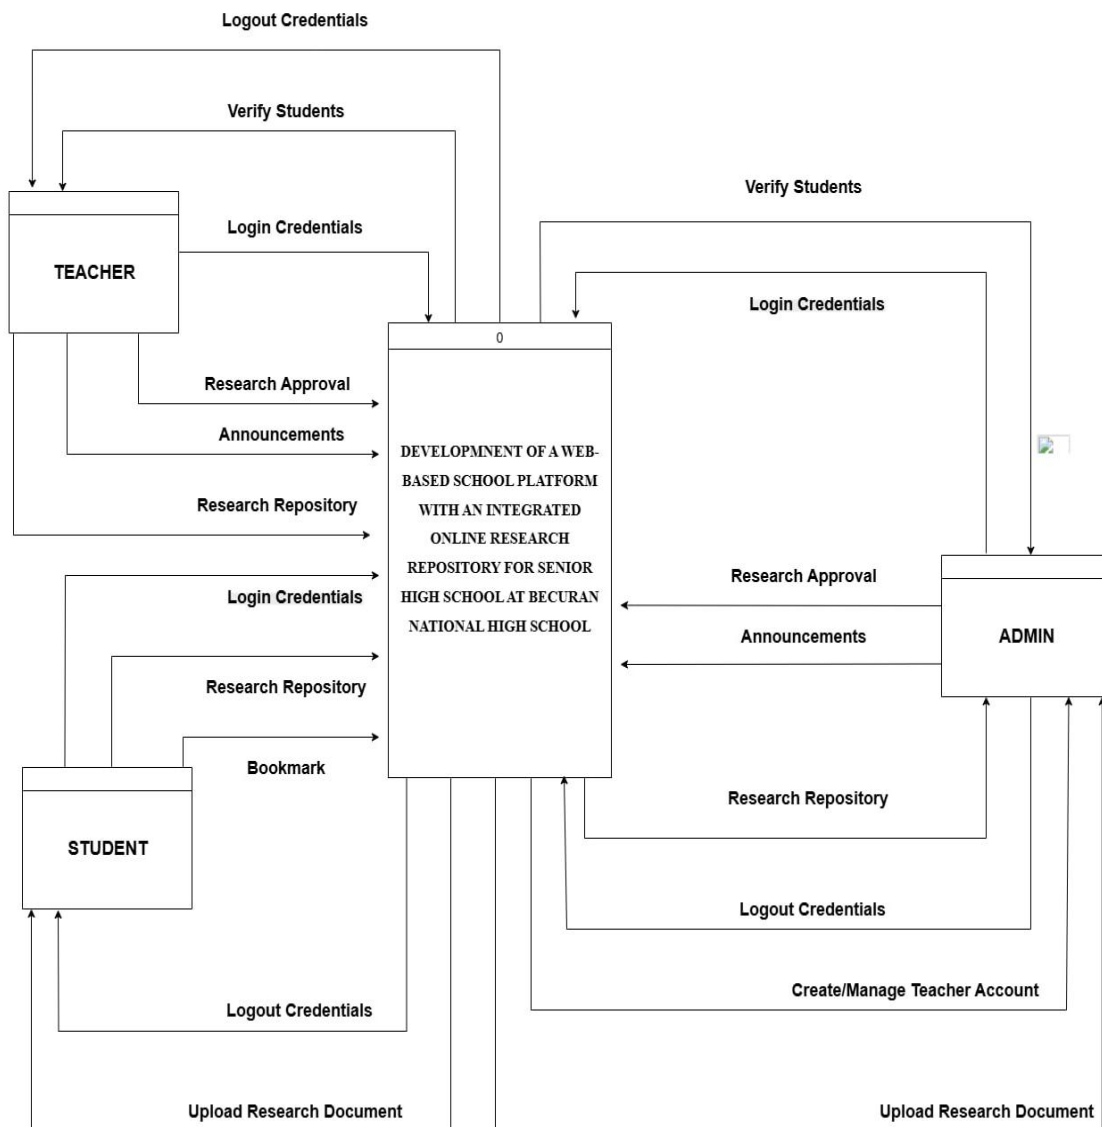 Logout Credentials
Verify Students
Verify Students
Login Credentials
TEACHER
Login Credentials
0
Research Approval
Announcements
DEVELOPMNENT OF A WEB-
BASED SCHOOL PLATFORM
WITH AN INTEGRATED
ONLINE RESEARCH
REPOSITORY FOR SENIOR
HIGH SCHOOL AT BECURAN
NATIONAL HIGH SCHOOL
Research Repository
Login Credentials
Research Approval
Announcements
ADMIN
Research Repository
Bookmark
Research Repository
STUDENT
Logout Credentials
Create/Manage Teacher Account
Logout Credentials
Upload Research Document
Upload Research Document